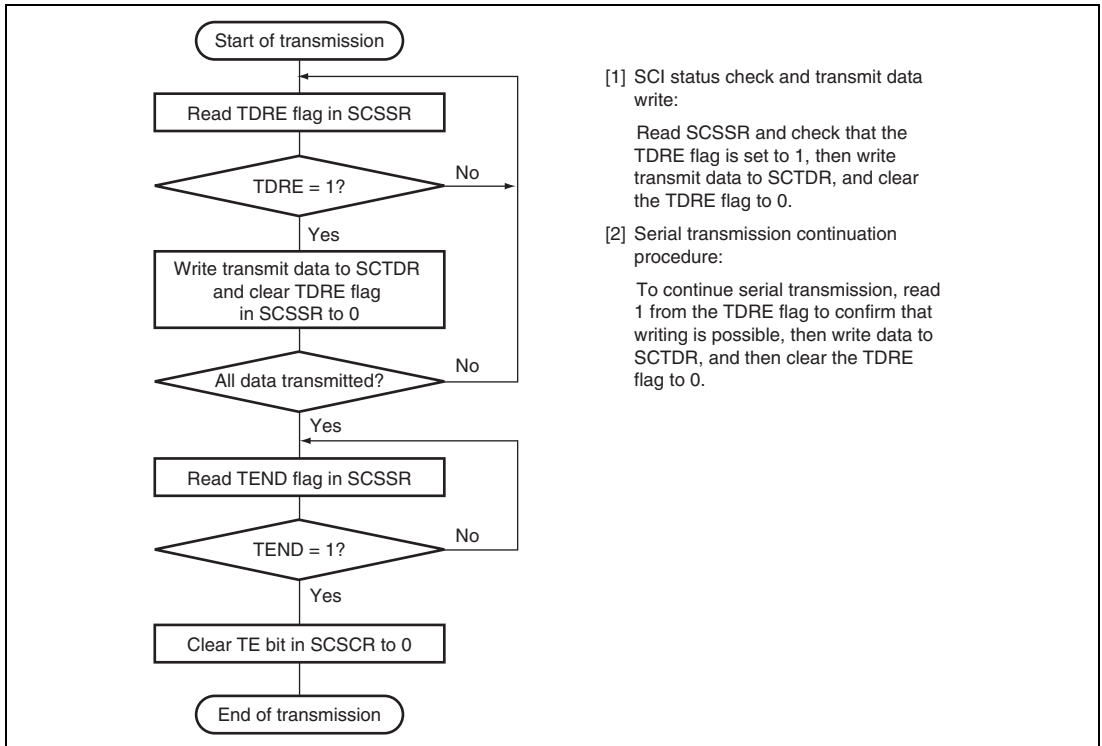 Start of transmission
Read TDRE flag in SCSSR
TDRE = 1?
No
Yes
Write transmit data to SCTDR
and clear TDRE flag
in SCSSR to 0
All data transmitted?
No
Yes
Read TEND flag in SCSSR
TEND = 1?
No
Yes
Clear TE bit in SCSCR to 0
End of transmission
[1] SCI status check and transmit data
write:
Read SCSSR and check that the
TDRE flag is set to 1, then write
transmit data to SCTDR, and clear
the TDRE flag to 0.
[2] Serial transmission continuation
procedure:
To continue serial transmission, read
1 from the TDRE flag to confirm that
writing is possible, then write data to
SCTDR, and then clear the TDRE
flag to 0.